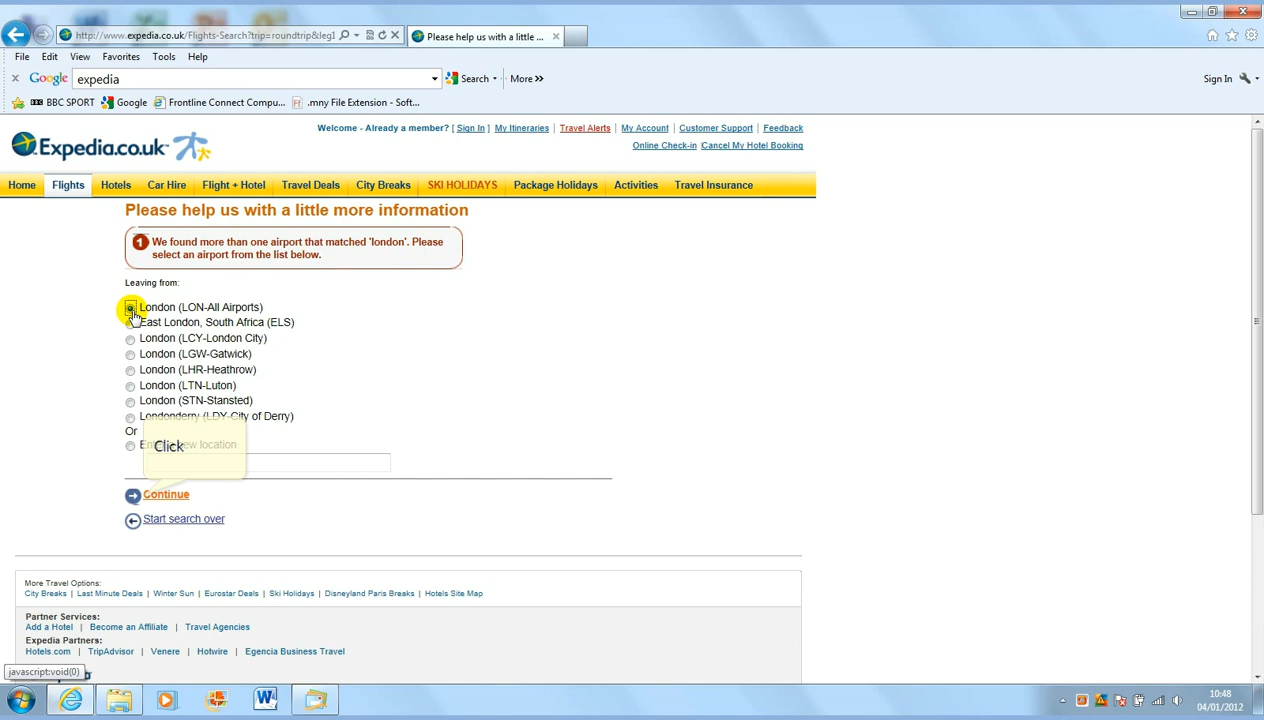 http://www.expedia.co.uk/Flights-Search?trip=roundtrip&leg1
Please help us with a little ...
File Edit View Favorites Tools Help
Google expedia Search More >> Sign In
BBC SPORT Google Frontline Connect Compu... .mny File Extension - Soft...
Welcome - Already a member? [ Sign In ] My Itineraries | Travel Alerts | My Account | Customer Support | Feedback
Online Check-in Cancel My Hotel Booking
Expedia.co.uk
Home Flights Hotels Car Hire Flight + Hotel Travel Deals City Breaks SKI HOLIDAYS Package Holidays Activities Travel Insurance
Please help us with a little more information
1 We found more than one airport that matched 'london'. Please
select an airport from the list below.
Leaving from:
London (LON-All Airports)
East London, South Africa (ELS)
London (LCY-London City)
London (LGW-Gatwick)
London (LHR-Heathrow)
London (LTN-Luton)
London (STN-Stansted)
Londonderry (LDY-City of Derry)
Or
Enter a new location
Click
Continue
Start search over
More Travel Options:
City Breaks | Last Minute Deals | Winter Sun | Eurostar Deals | Ski Holidays | Disneyland Paris Breaks | Hotels Site Map
Partner Services:
Add a Hotel | Become an Affiliate | Travel Agencies
Expedia Partners:
Hotels.com | TripAdvisor | Venere | Hotwire | Egencia Business Travel
javascript:void(0)
10:48
04/01/2012